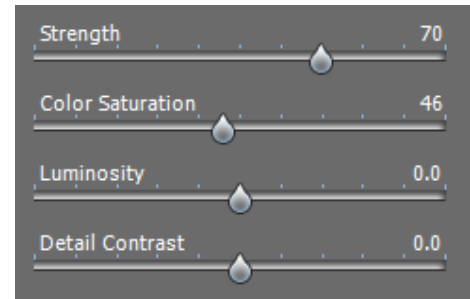 Strength 70
Color Saturation 46
Luminosity 0.0
Detail Contrast 0.0